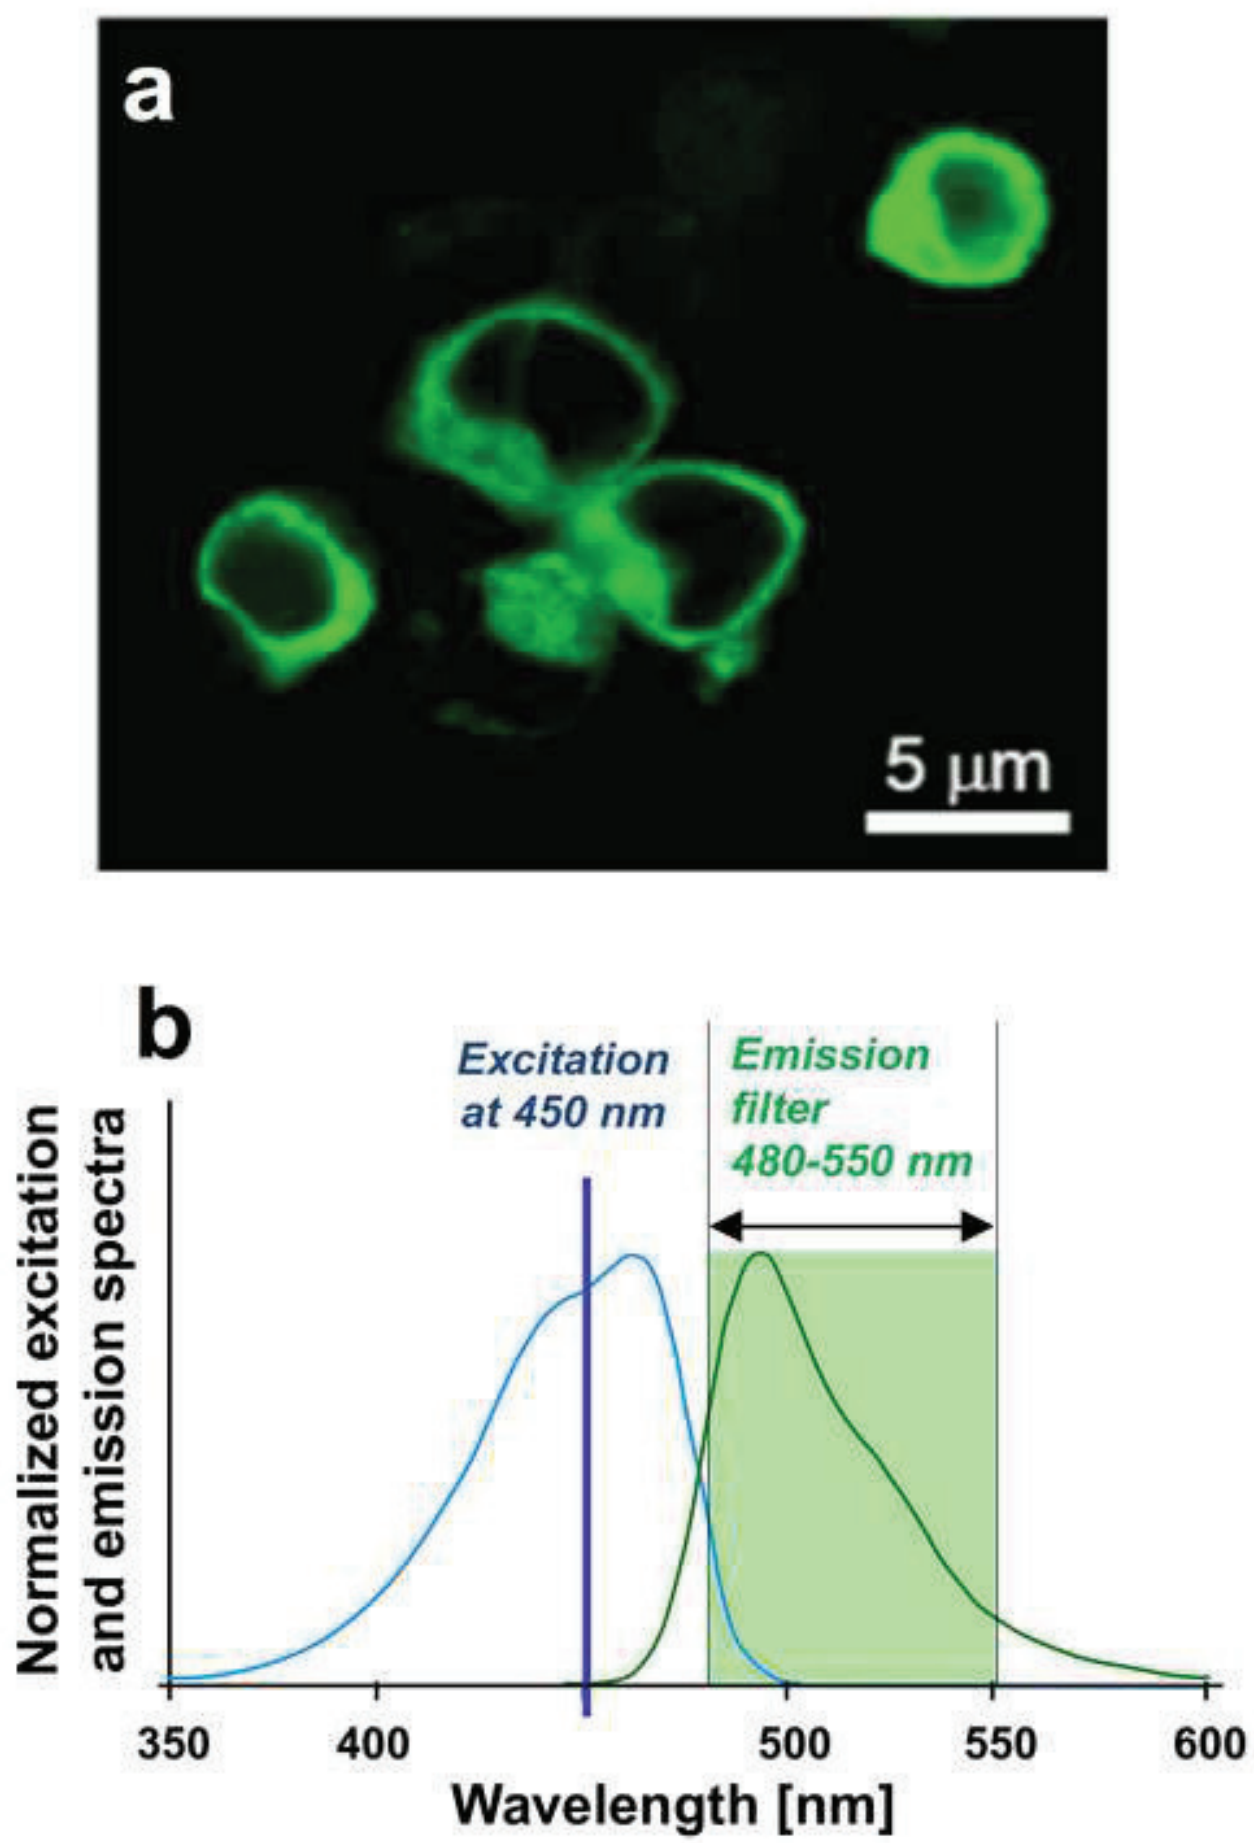 a
5 μm
b
Excitation
at 450 nm
Emission
filter
480-550 nm
Normalized excitation
and emission spectra
350 400 500 550 600
Wavelength [nm]